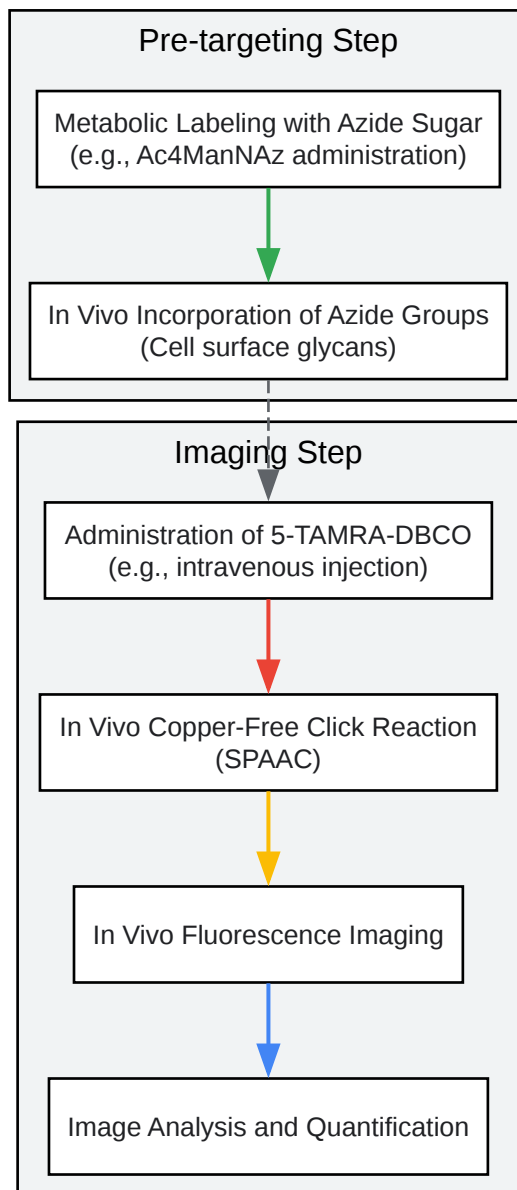 Pre-targeting Step
Metabolic Labeling with Azide Sugar
(e.g., Ac4ManNAz administration)
In Vivo Incorporation of Azide Groups
(Cell surface glycans)
Imaging Step
Administration of 5-TAMRA-DBCO
(e.g., intravenous injection)
In Vivo Copper-Free Click Reaction
(SPAAC)
In Vivo Fluorescence Imaging
Image Analysis and Quantification